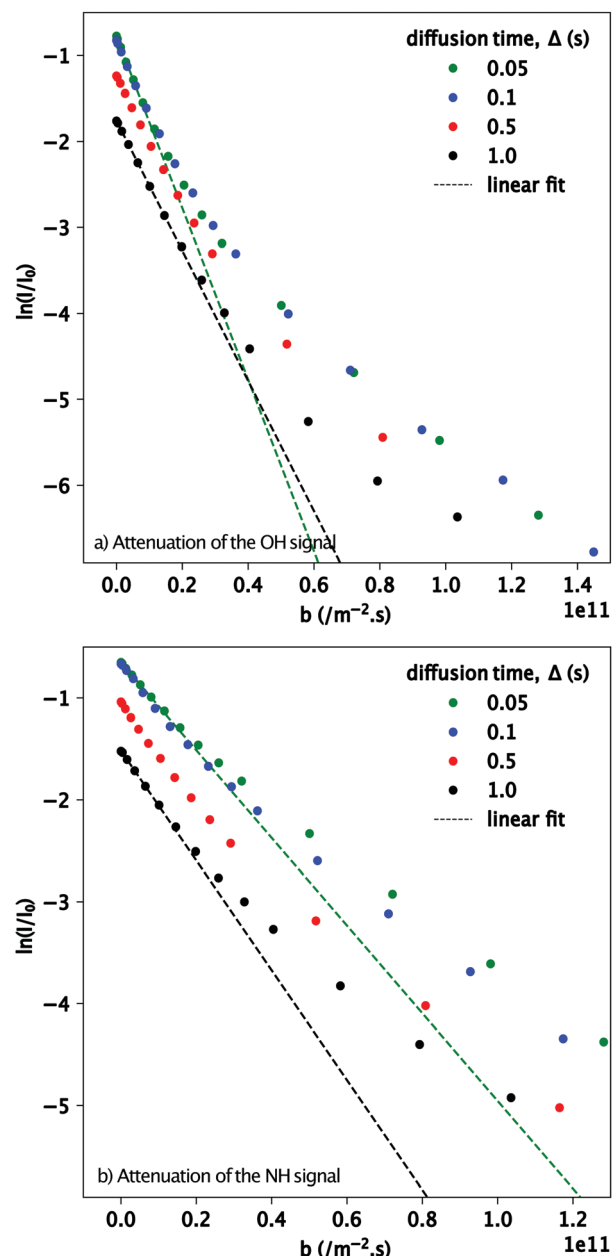 −1
−2
−3
−4
−5
−6
ln(I/I₀)
diffusion time, Δ (s)
0.05
0.1
0.5
1.0
linear fit
a) Attenuation of the OH signal
0.0 0.2 0.4 0.6 0.8 1.0 1.2 1.4
b (/m⁻².s)
1e11
−1
−2
−3
−4
−5
ln(I/I₀)
diffusion time, Δ (s)
0.05
0.1
0.5
1.0
linear fit
b) Attenuation of the NH signal
0.0 0.2 0.4 0.6 0.8 1.0 1.2
b (/m⁻².s)
1e11